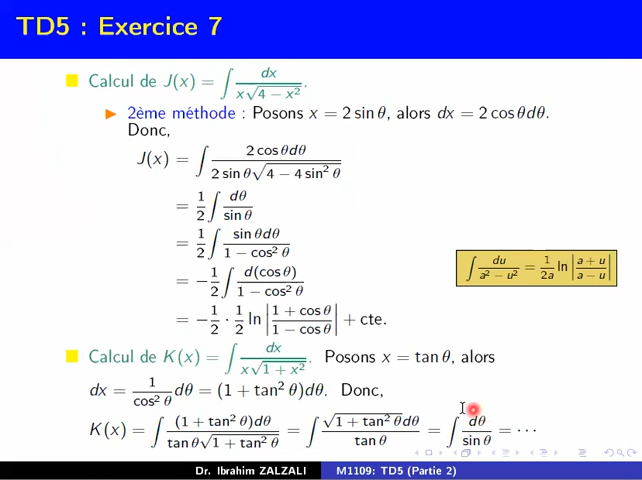 TD5 : Exercice 7
Calcul de J(x) = ∫ dx / (x√(4 − x²)).
2ème méthode : Posons x = 2 sin θ, alors dx = 2 cos θdθ.
Donc,
J(x) = ∫ 2 cos θdθ / (2 sin θ√(4 − 4 sin² θ))
= 1/2 ∫ dθ / sin θ
= 1/2 ∫ sin θdθ / (1 − cos² θ)
= −1/2 ∫ d(cos θ) / (1 − cos² θ)
= −1/2 · 1/2 ln |(1 + cos θ) / (1 − cos θ)| + cte.
∫ du / (a² − u²) = 1/2a ln |(a + u) / (a − u)|
Calcul de K(x) = ∫ dx / (x√(1 + x²)). Posons x = tan θ, alors
dx = 1 / cos² θ dθ = (1 + tan² θ)dθ. Donc,
K(x) = ∫ (1 + tan² θ)dθ / (tan θ√(1 + tan² θ)) = ∫ √(1 + tan² θ)dθ / tan θ = ∫ dθ / sin θ = ···
Dr. Ibrahim ZALZALI M1109: TD5 (Partie 2)